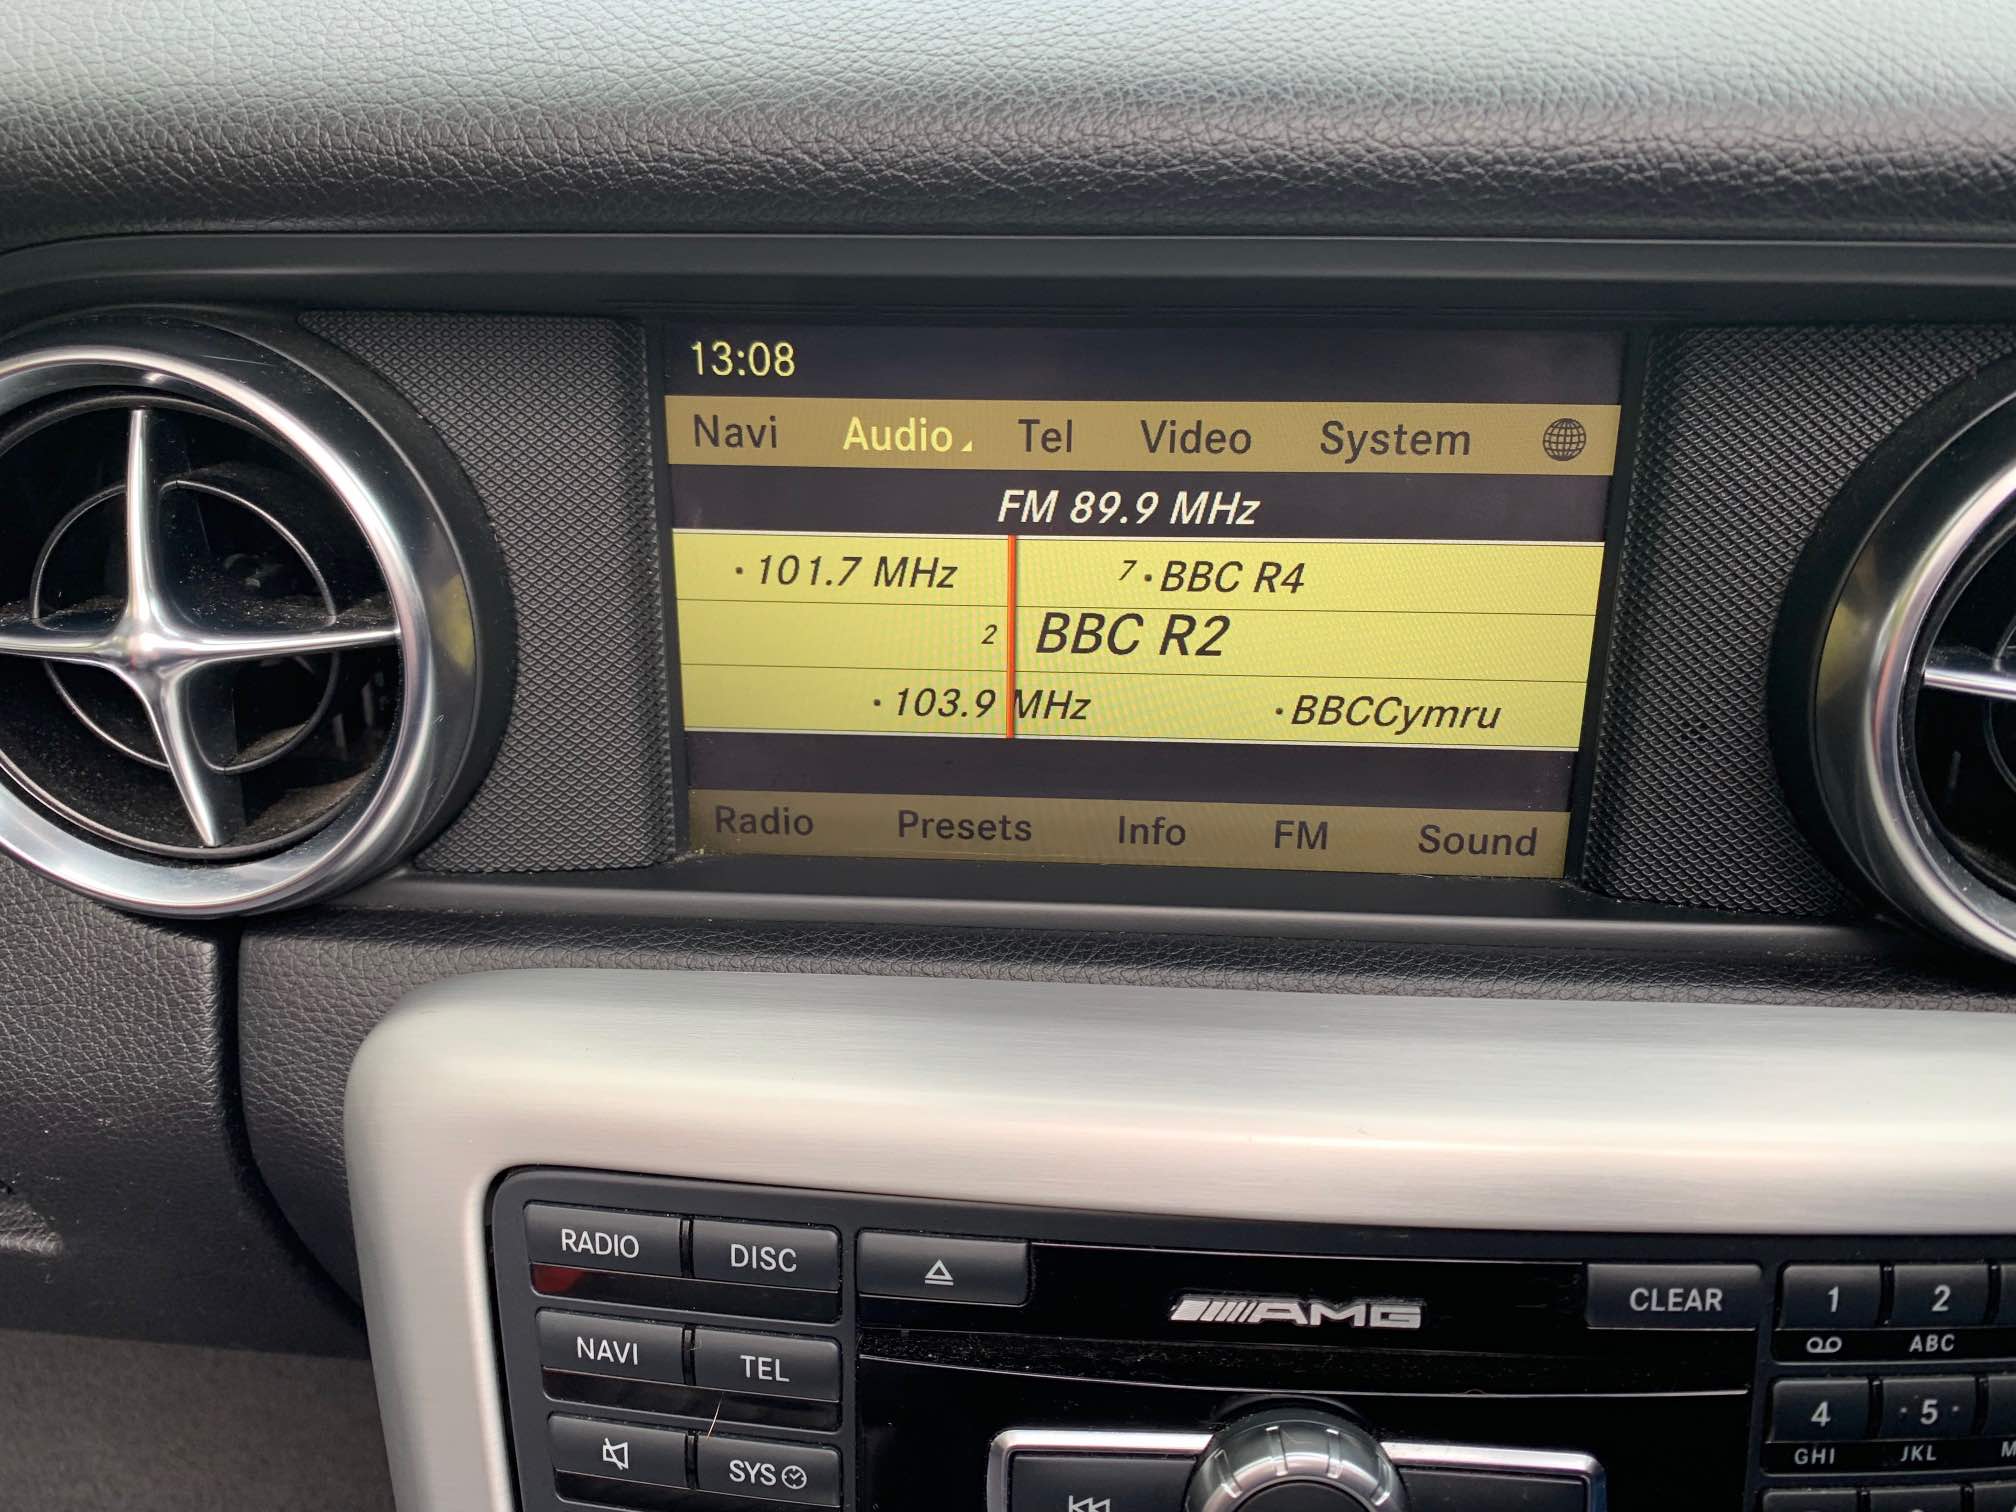 13:08
Navi Audio Tel Video System
FM 89.9 MHz
·101.7 MHz 7·BBC R4
2 BBC R2
·103.9 MHz ·BBCCymru
Radio Presets Info FM Sound
RADIO DISC
AMG
CLEAR 1 2
ABC
NAVI TEL
4 5
GHI JKL
SYS